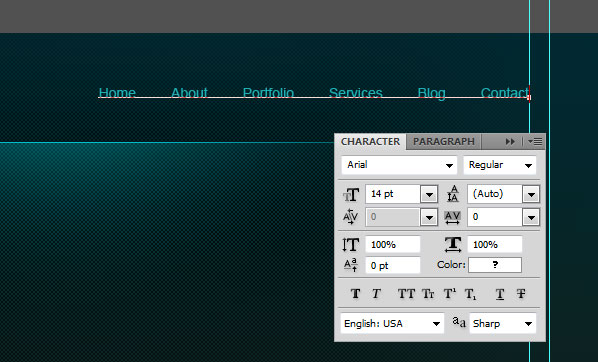 Home About Portfolio Services Blog Contact
CHARACTER PARAGRAPH
Arial Regular
14 pt (Auto)
0 0
100% 100%
0 pt Color: ?
T T TT Tr T¹ T₁ T T
English: USA aa Sharp